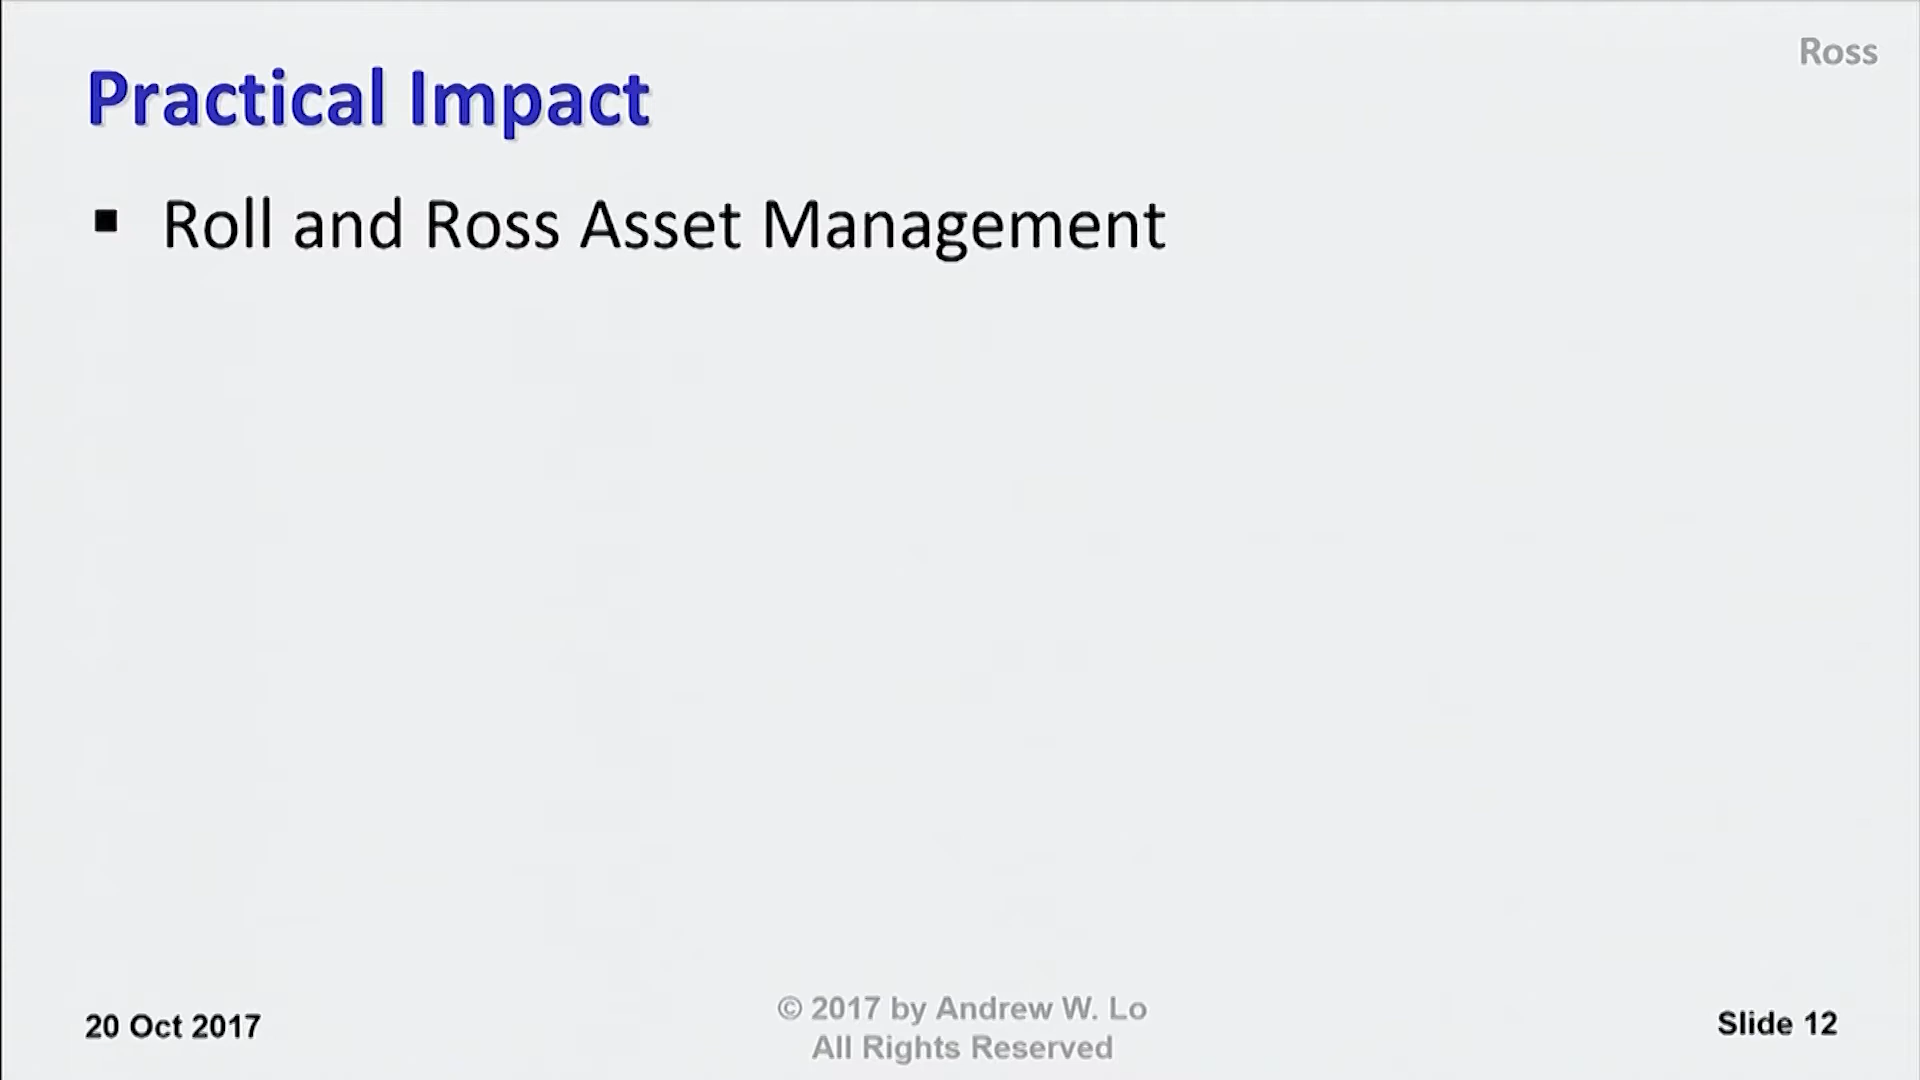 Ross
Practical Impact
▪ Roll and Ross Asset Management
20 Oct 2017
© 2017 by Andrew W. Lo
All Rights Reserved
Slide 12